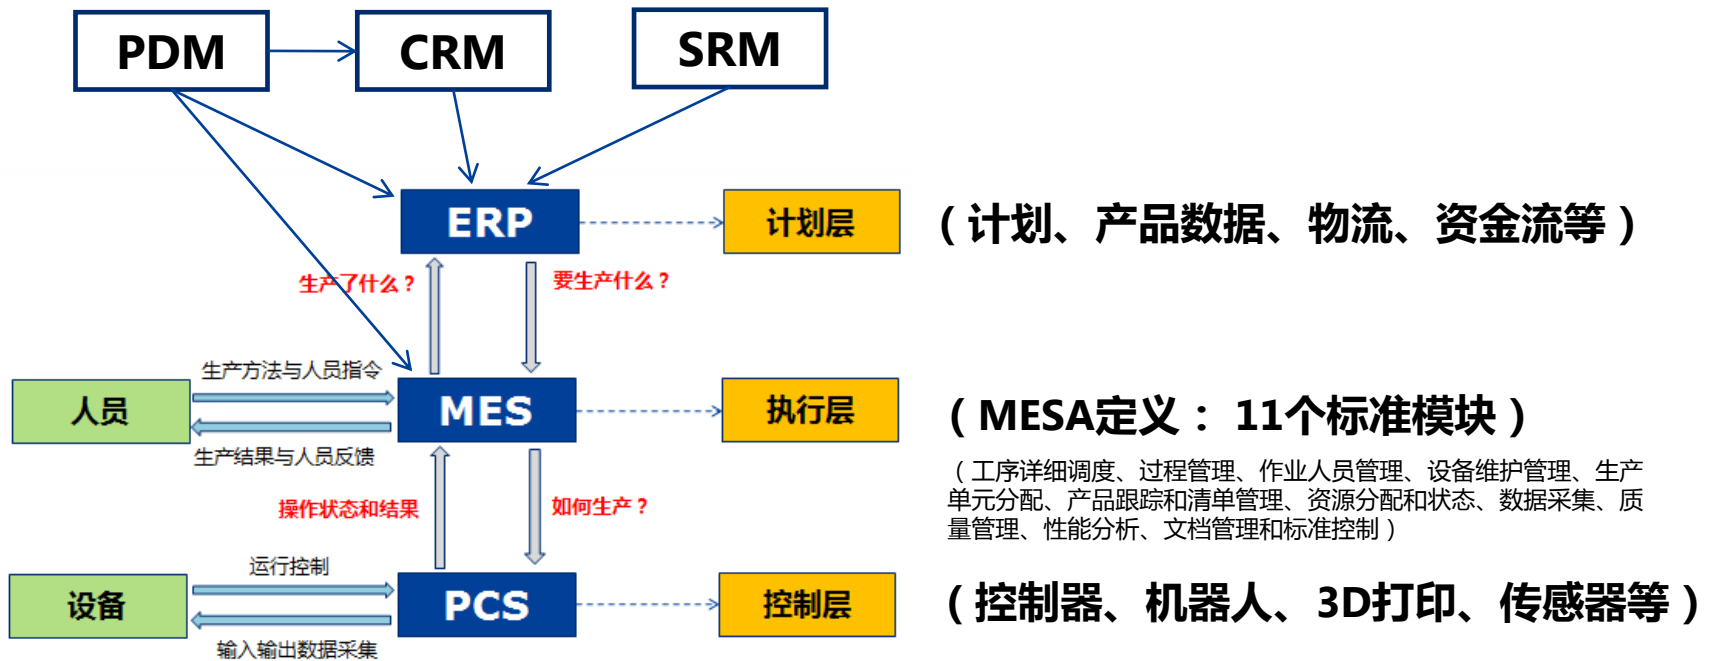 PDM
CRM
SRM
ERP
计划层
（计划、产品数据、物流、资金流等）
生产了什么？
要生产什么？
生产方法与人员指令
人员
MES
执行层
（MESA定义： 11个标准模块）
生产结果与人员反馈
（工序详细调度、过程管理、作业人员管理、设备维护管理、生产
单元分配、产品跟踪和清单管理、资源分配和状态、数据采集、质
量管理、性能分析、文档管理和标准控制）
操作状态和结果
如何生产？
运行控制
设备
PCS
控制层
（控制器、机器人、3D打印、传感器等）
输入输出数据采集